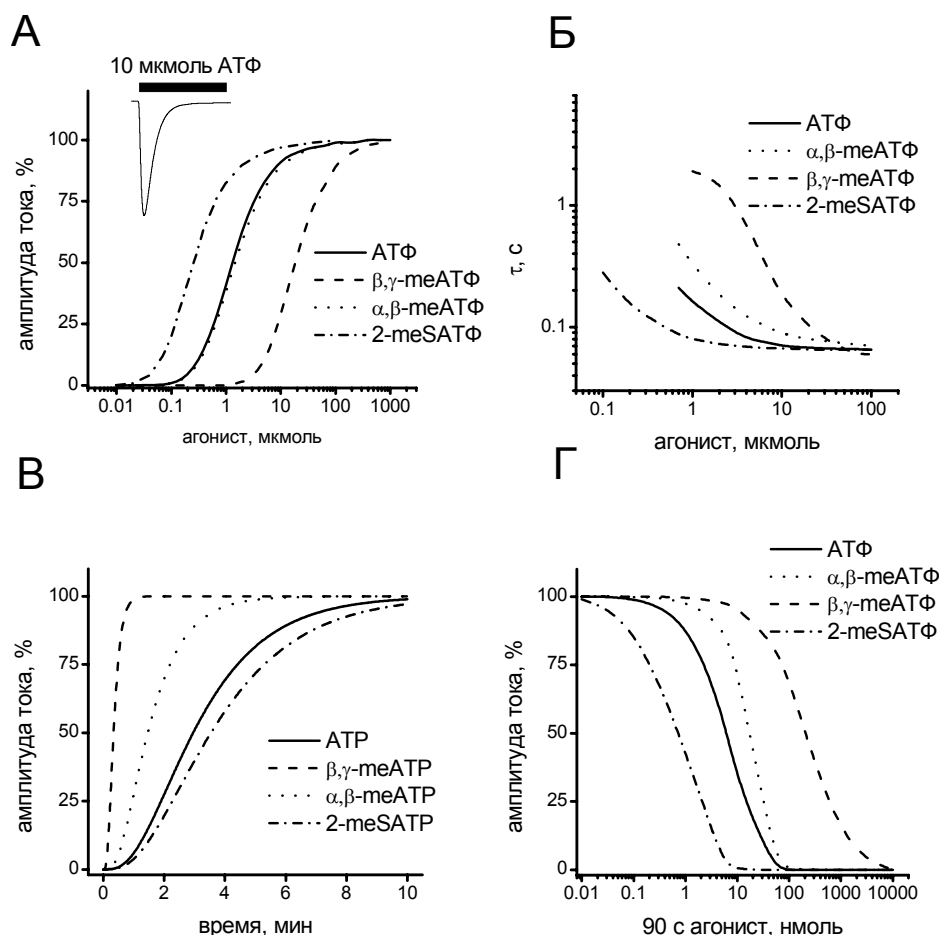 А
10 мкмоль АТФ
амплитуда тока, %
100
75
50
25
0
АТФ
β,γ-meАТФ
α,β-meАТФ
2-meSАТФ
0.01 0.1 1 10 100 1000
агонист, мкмоль
Б
АТФ
α,β-meАТФ
β,γ-meАТФ
2-meSАТФ
τ, с
1
0.1
0.1 1 10 100
агонист, мкмоль
В
амплитуда тока, %
100
75
50
25
0
ATP
β,γ-meATP
α,β-meATP
2-meSATP
0 2 4 6 8 10
время, мин
Г
АТФ
α,β-meАТФ
β,γ-meАТФ
2-meSАТФ
амплитуда тока, %
100
75
50
25
0
0.01 0.1 1 10 100 1000 10000
90 с агонист, нмоль